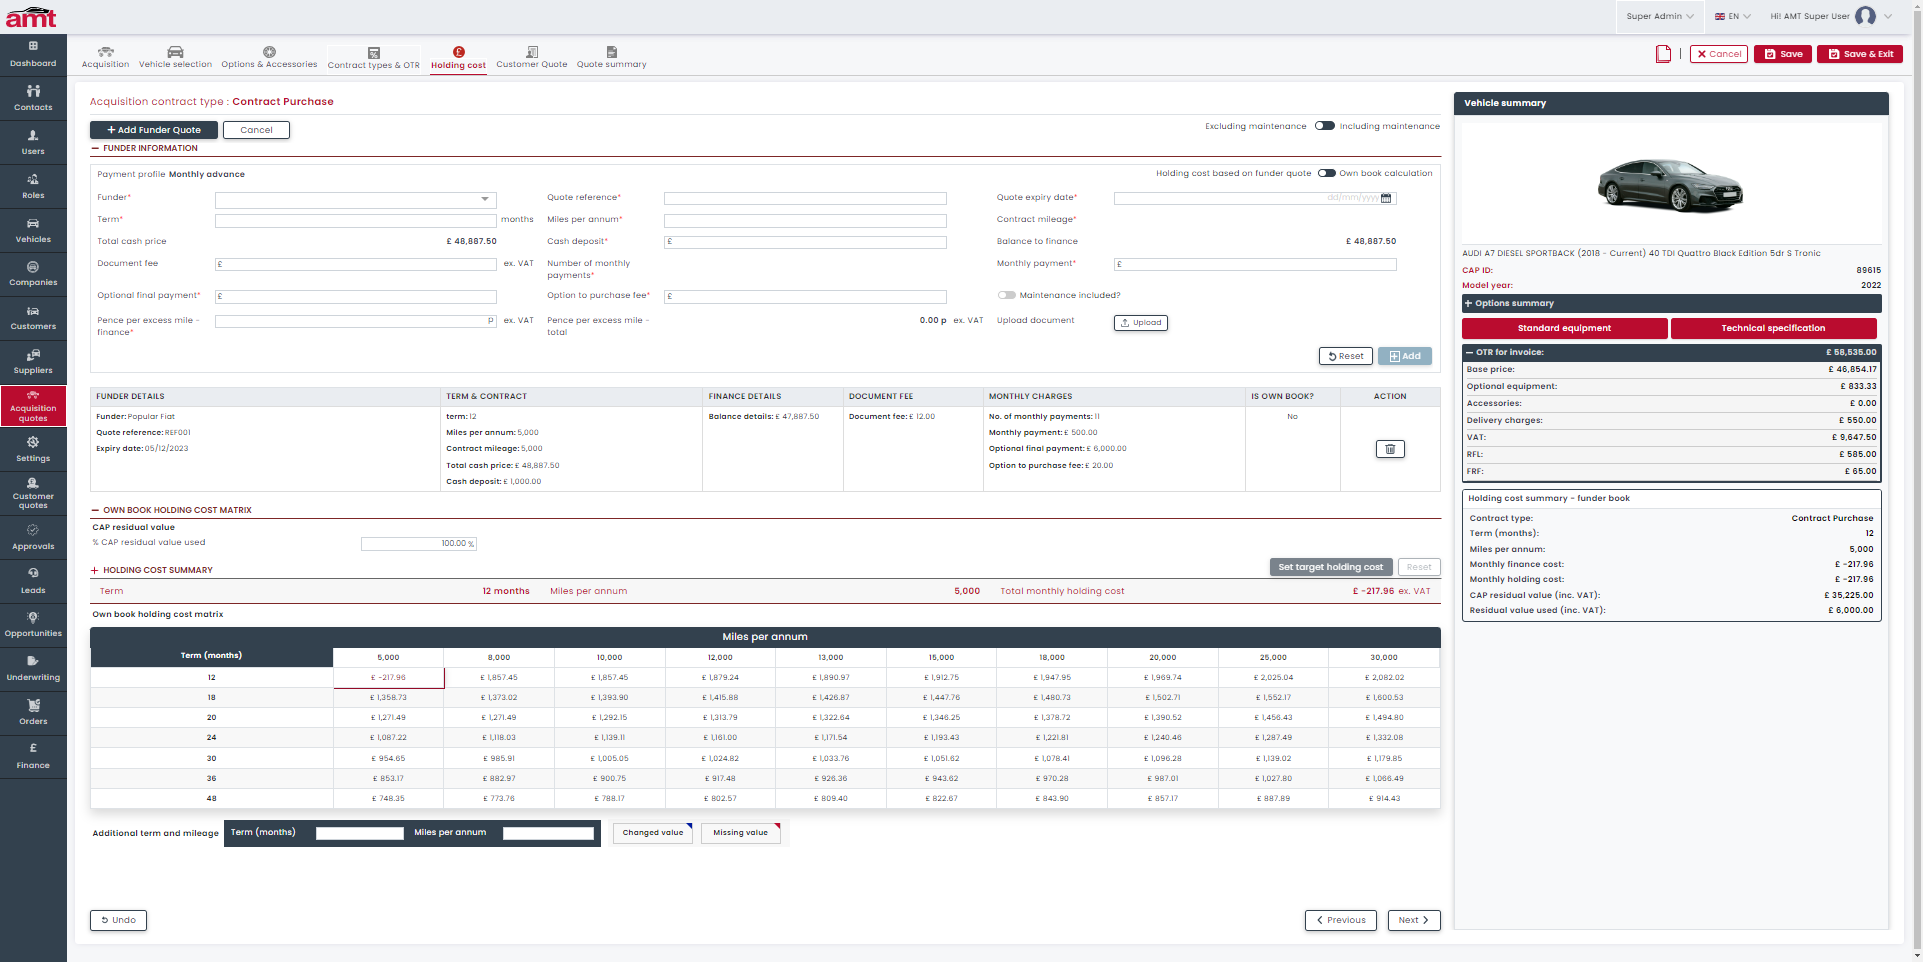 amt
Super Admin
EN
Hi! AMT Super User
Dashboard
Contacts
Users
Roles
Vehicles
Companies
Customers
Suppliers
Acquisition
quotes
Settings
Customer
quotes
Approvals
Leads
Opportunities
Underwriting
Orders
Finance
Acquisition
Vehicle selection
Options & Accessories
Contract types & OTR
Holding cost
Customer Quote
Quote summary
Cancel
Save
Save & Exit
Acquisition contract type : Contract Purchase
+ Add Funder Quote
Cancel
Excluding maintenance
Including maintenance
FUNDER INFORMATION
Payment profile Monthly advance
Holding cost based on funder quote
Own book calculation
Funder*
Quote reference*
Quote expiry date*
dd/mm/yyyy
Term*
months
Miles per annum*
Contract mileage*
Total cash price
£ 48,887.50
Cash deposit*
£
Balance to finance
£ 48,887.50
Document fee
£
ex. VAT
Number of monthly
payments*
Monthly payment*
£
Optional final payment*
£
Option to purchase fee*
£
Maintenance included?
Pence per excess mile -
finance*
p
ex. VAT
Pence per excess mile -
total
0.00 p ex. VAT
Upload document
Upload
Reset
Add
FUNDER DETAILS
TERM & CONTRACT
FINANCE DETAILS
DOCUMENT FEE
MONTHLY CHARGES
IS OWN BOOK?
ACTION
Funder: Popular Fiat
Quote reference: REF001
Expiry date: 05/12/2023
term: 12
Miles per annum: 5,000
Contract mileage: 5,000
Total cash price: £ 48,887.50
Cash deposit: £ 1,000.00
Balance details: £ 47,887.50
Document fee: £ 12.00
No. of monthly payments: 11
Monthly payment: £ 500.00
Optional final payment: £ 6,000.00
Option to purchase fee: £ 20.00
No
OWN BOOK HOLDING COST MATRIX
CAP residual value
% CAP residual value used
100.00 %
HOLDING COST SUMMARY
Set target holding cost
Reset
Term 12 months Miles per annum 5,000 Total monthly holding cost £ -217.96 ex. VAT
Own book holding cost matrix
Miles per annum
Term (months) 5,000 8,000 10,000 12,000 13,000 15,000 18,000 20,000 25,000 30,000
12 £ -217.96 £ 1,857.45 £ 1,857.45 £ 1,879.24 £ 1,890.97 £ 1,912.75 £ 1,947.95 £ 1,969.74 £ 2,025.04 £ 2,082.02
18 £ 1,358.73 £ 1,373.02 £ 1,393.90 £ 1,415.88 £ 1,426.87 £ 1,447.76 £ 1,480.73 £ 1,502.71 £ 1,552.17 £ 1,600.53
20 £ 1,271.49 £ 1,271.49 £ 1,292.15 £ 1,313.79 £ 1,322.64 £ 1,346.25 £ 1,378.72 £ 1,390.52 £ 1,456.43 £ 1,494.80
24 £ 1,087.22 £ 1,118.03 £ 1,139.11 £ 1,161.00 £ 1,171.54 £ 1,193.43 £ 1,221.81 £ 1,240.46 £ 1,287.49 £ 1,332.08
30 £ 954.65 £ 985.91 £ 1,005.05 £ 1,024.82 £ 1,033.76 £ 1,051.62 £ 1,078.41 £ 1,096.28 £ 1,139.02 £ 1,179.85
36 £ 853.17 £ 882.97 £ 900.75 £ 917.48 £ 926.36 £ 943.62 £ 970.28 £ 987.01 £ 1,027.80 £ 1,066.49
48 £ 748.35 £ 773.76 £ 788.17 £ 802.57 £ 809.40 £ 822.67 £ 843.90 £ 857.17 £ 887.89 £ 914.43
Additional term and mileage
Term (months)
Miles per annum
Changed value
Missing value
Undo
Previous
Next
Vehicle summary
AUDI A7 DIESEL SPORTBACK (2018 - Current) 40 TDI Quattro Black Edition 5dr S Tronic
CAP ID: 89615
Model year: 2022
+ Options summary
Standard equipment
Technical specification
OTR for invoice: £ 58,535.00
Base price: £ 46,854.17
Optional equipment: £ 833.33
Accessories: £ 0.00
Delivery charges: £ 550.00
VAT: £ 9,647.50
RFL: £ 585.00
FRF: £ 65.00
Holding cost summary - funder book
Contract type: Contract Purchase
Term (months): 12
Miles per annum: 5,000
Monthly finance cost: £ -217.96
Monthly holding cost: £ -217.96
CAP residual value (inc. VAT): £ 35,225.00
Residual value used (inc. VAT): £ 6,000.00